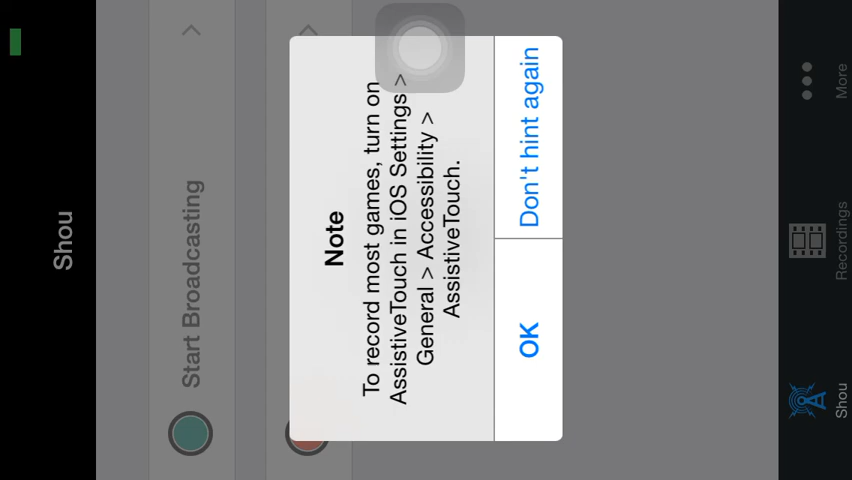 Shou
Start Broadcasting
Note
To record most games, turn on
AssistiveTouch in iOS Settings >
General > Accessibility >
AssistiveTouch.
OK
Don't hint again
Shou
Recordings
More